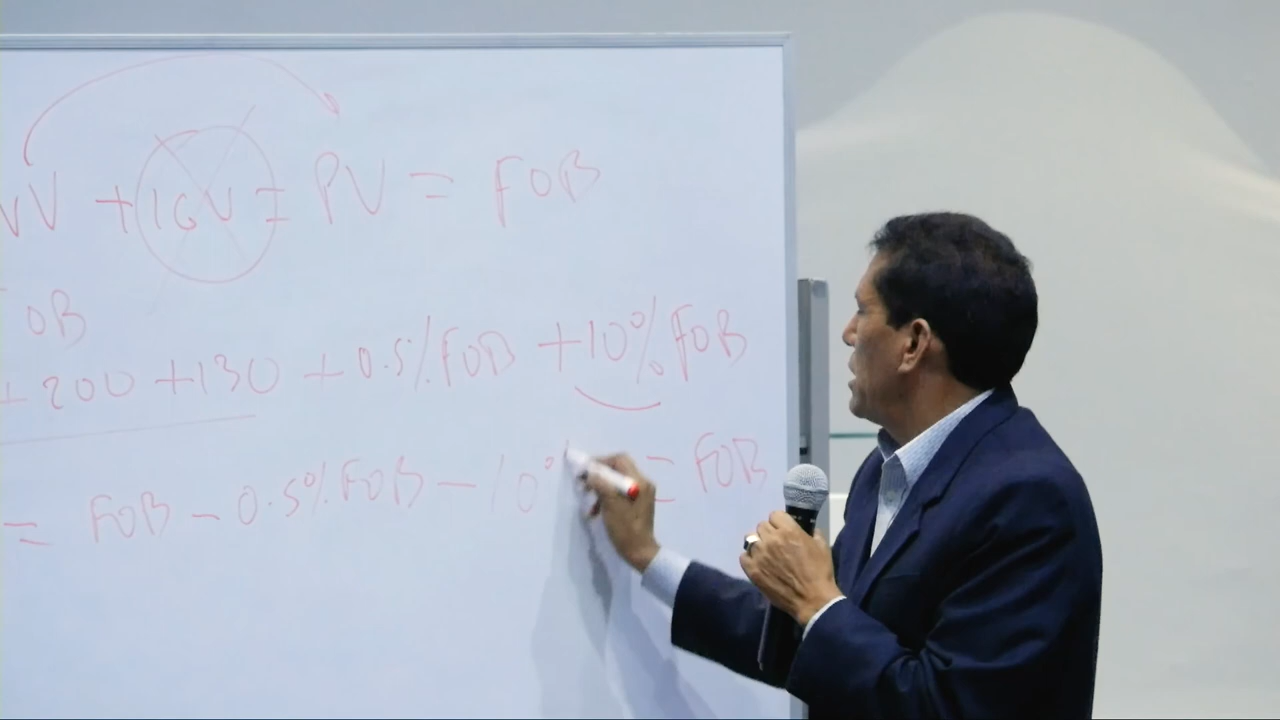 VV + IGV = PV = FOB
OB
+200 +130 + 0.5% FOB + 10% FOB
= FOB - 0.5% FOB - 10% = FOB